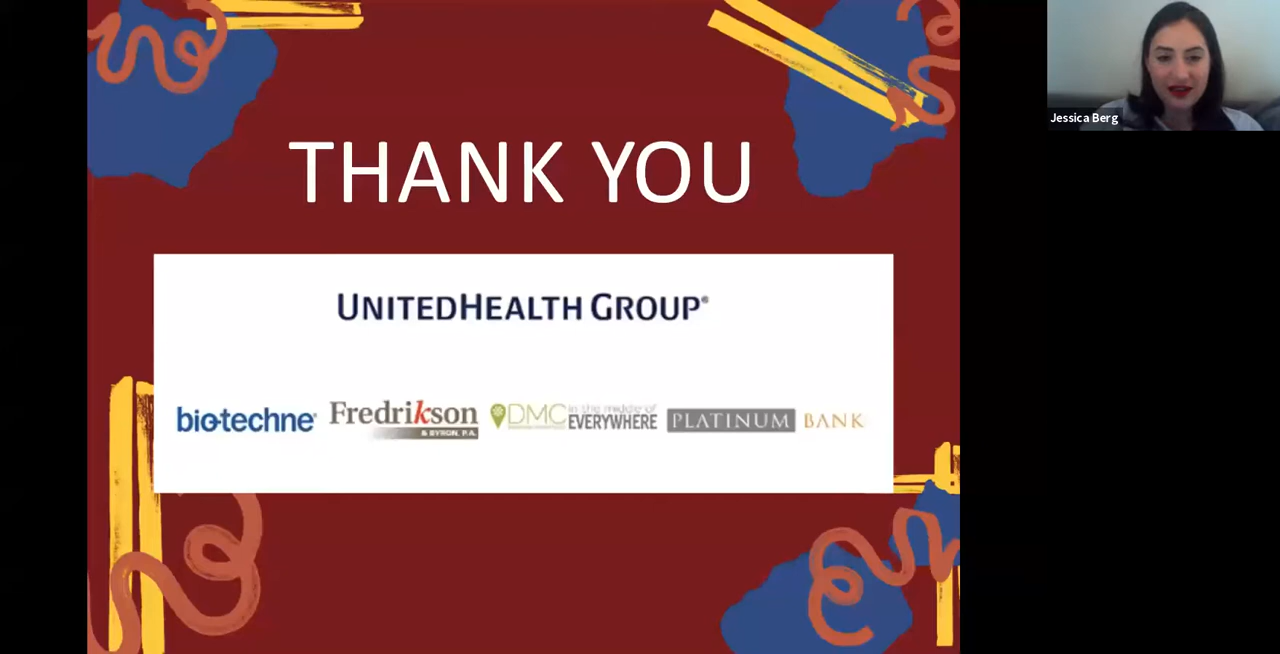 THANK YOU
UNITEDHEALTH GROUP®
bio-techne®
Fredrikson
& BYRON, P.A.
DMC
in the middle of
EVERYWHERE
PLATINUM BANK
Jessica Berg